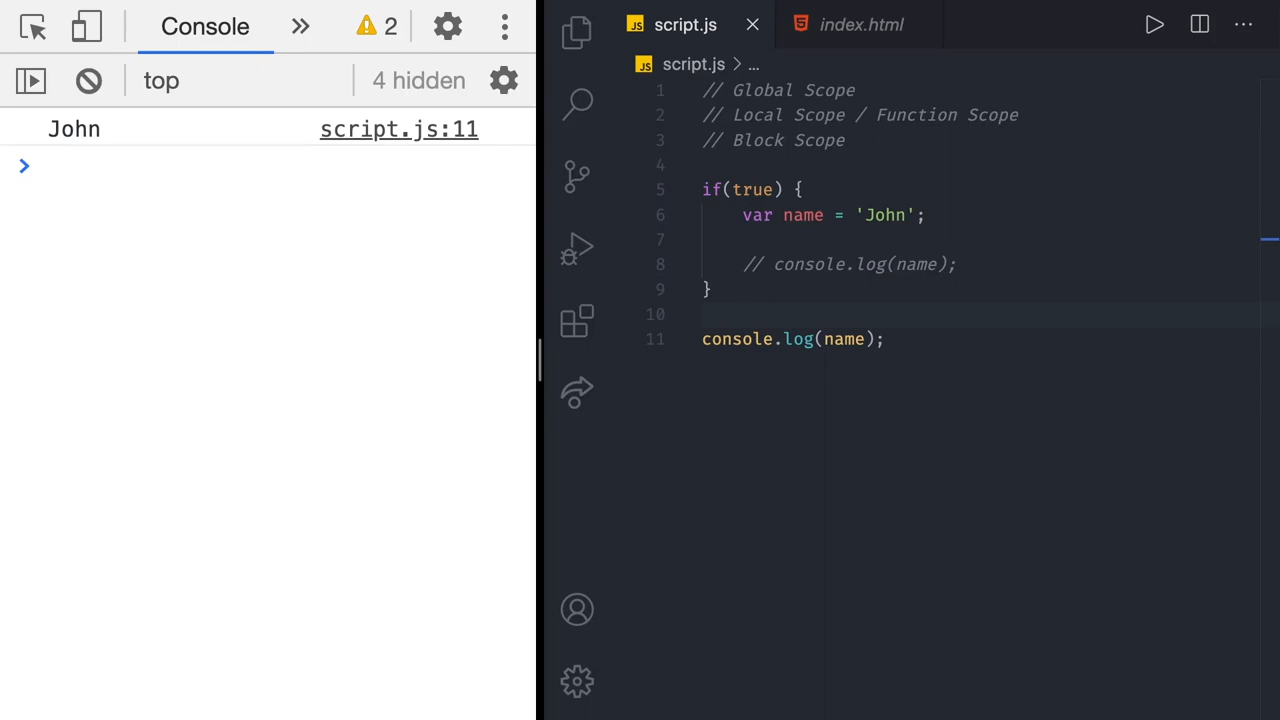 Console
2
top
4 hidden
John script.js:11
>
JS script.js
index.html
JS script.js > ...
1 // Global Scope
2 // Local Scope / Function Scope
3 // Block Scope
4
5 if(true) {
6 var name = 'John';
7
8 // console.log(name);
9 }
10
11 console.log(name);